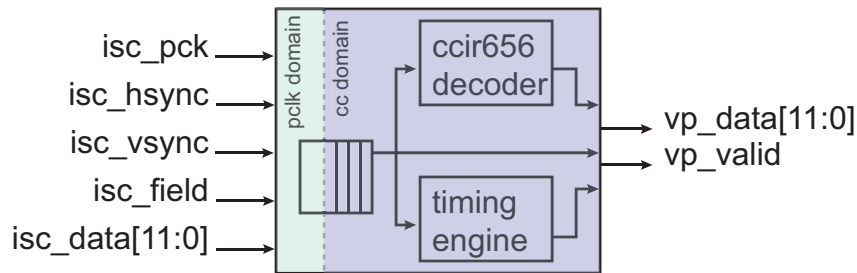 isc_pck
isc_hsync
isc_vsync
isc_field
isc_data[11:0]
pclk domain
cc domain
ccir656
decoder
timing
engine
vp_data[11:0]
vp_valid